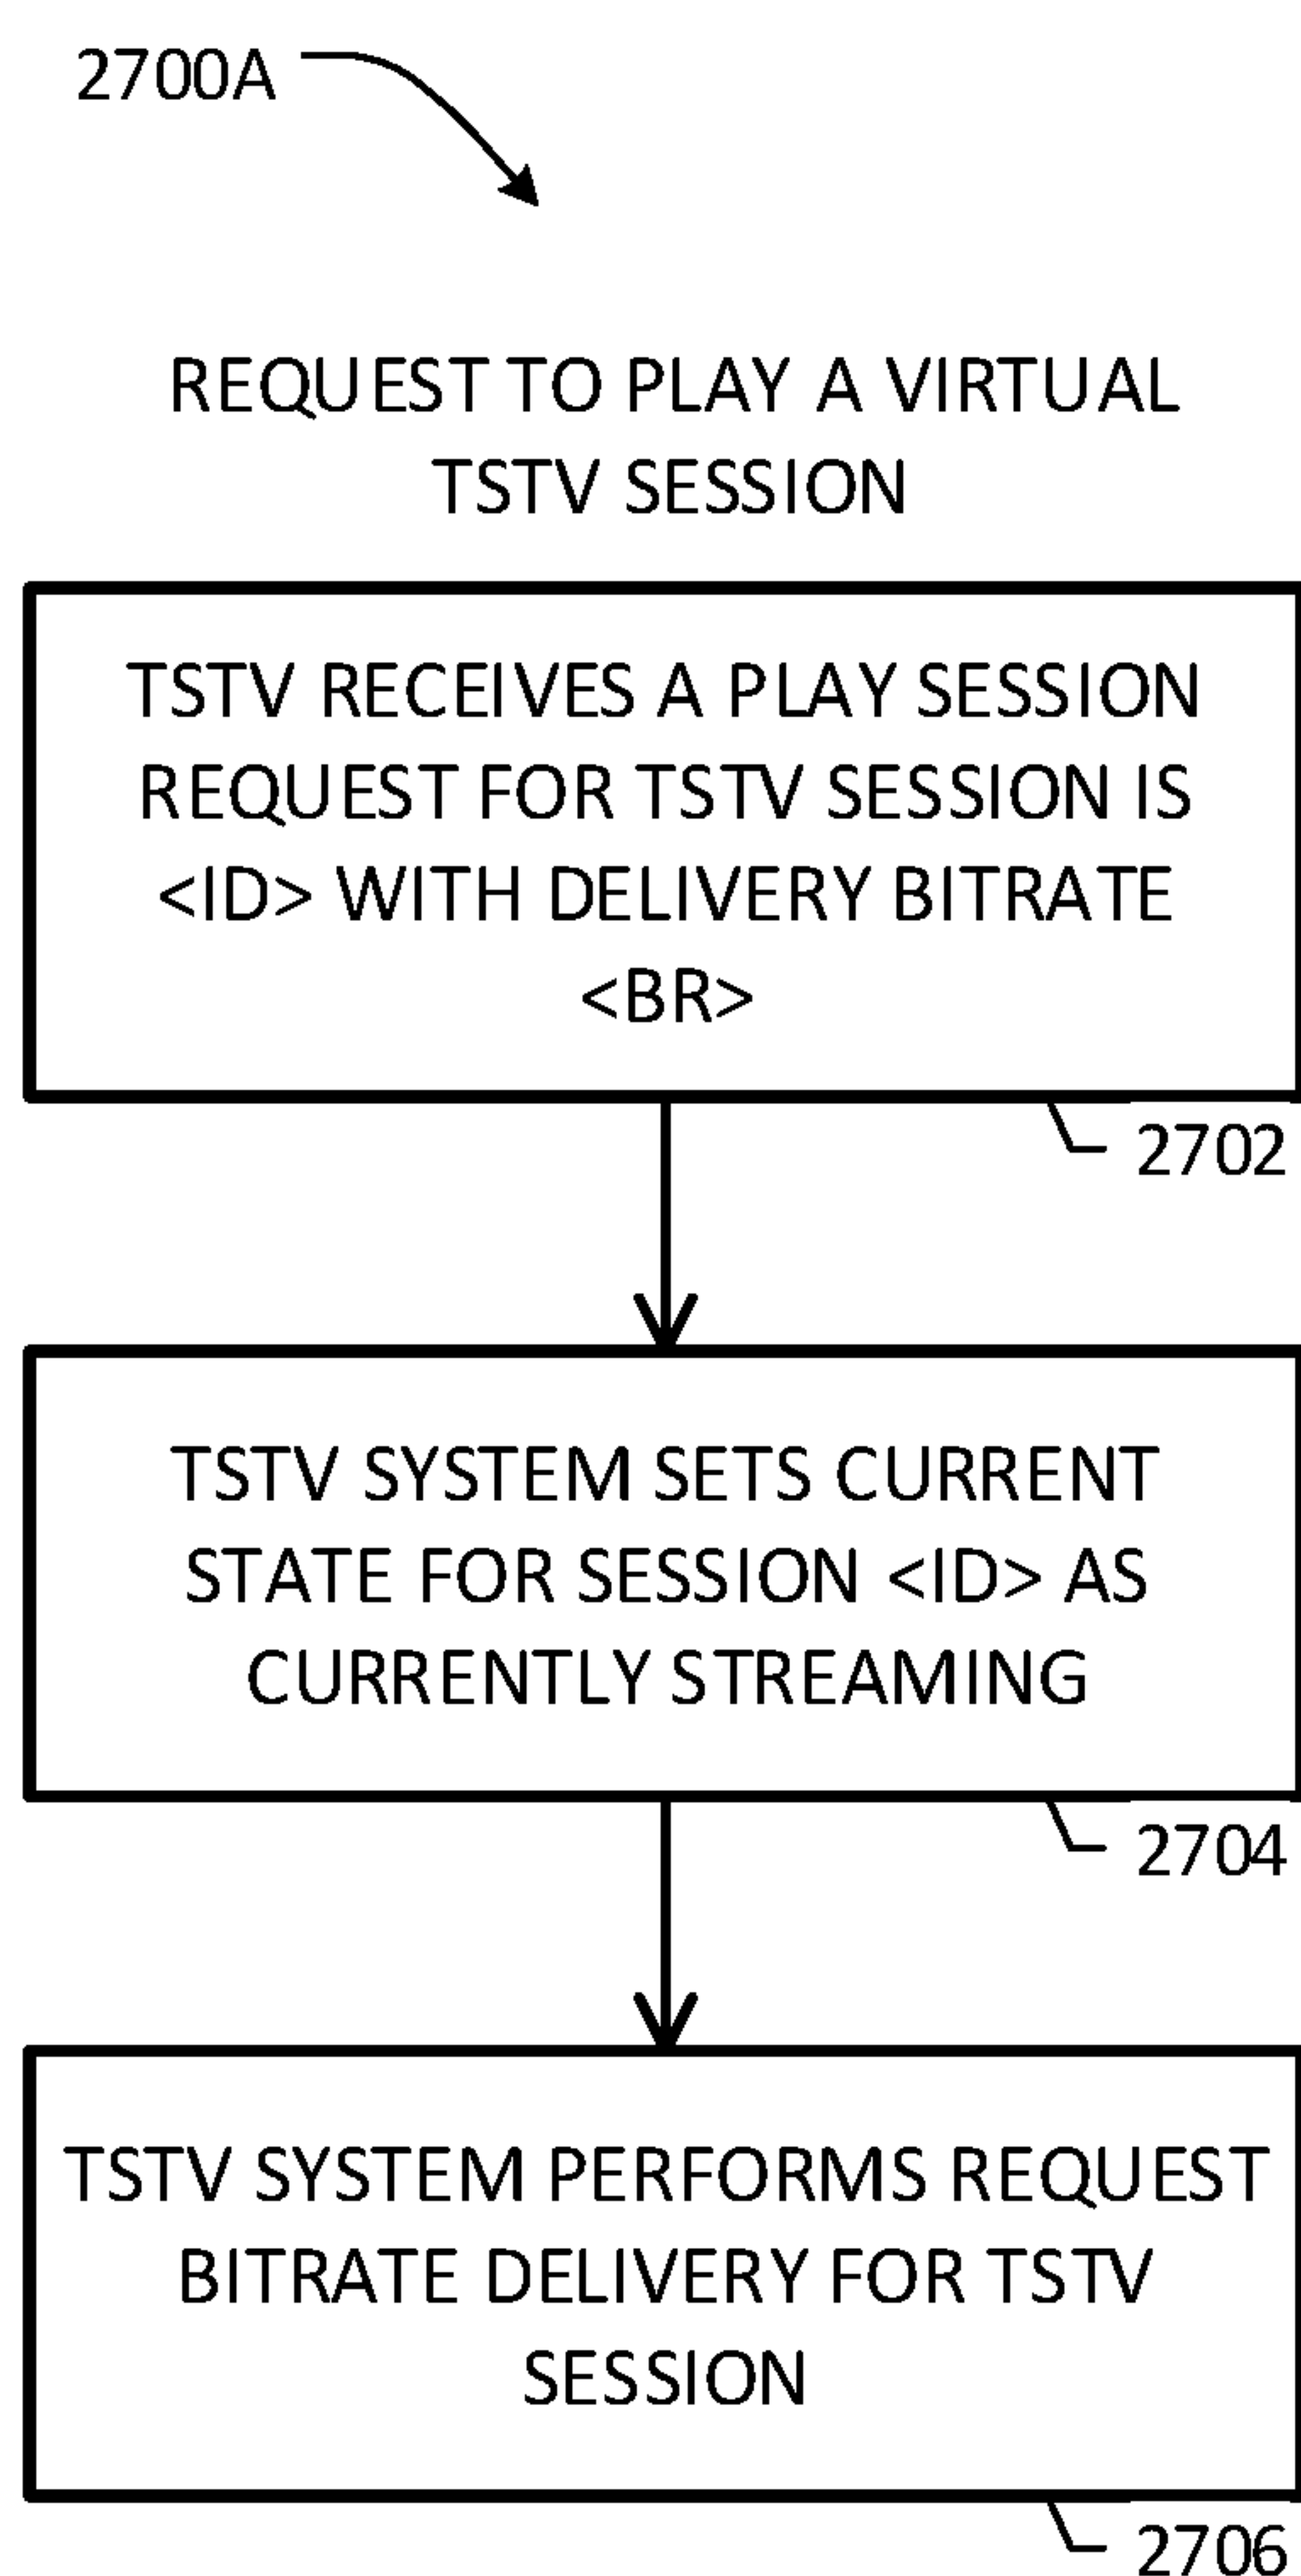 2700A
REQUEST TO PLAY A VIRTUAL
TSTV SESSION
TSTV RECEIVES A PLAY SESSION
REQUEST FOR TSTV SESSION IS
<ID> WITH DELIVERY BITRATE
<BR>
2702
TSTV SYSTEM SETS CURRENT
STATE FOR SESSION <ID> AS
CURRENTLY STREAMING
2704
TSTV SYSTEM PERFORMS REQUEST
BITRATE DELIVERY FOR TSTV
SESSION
2706